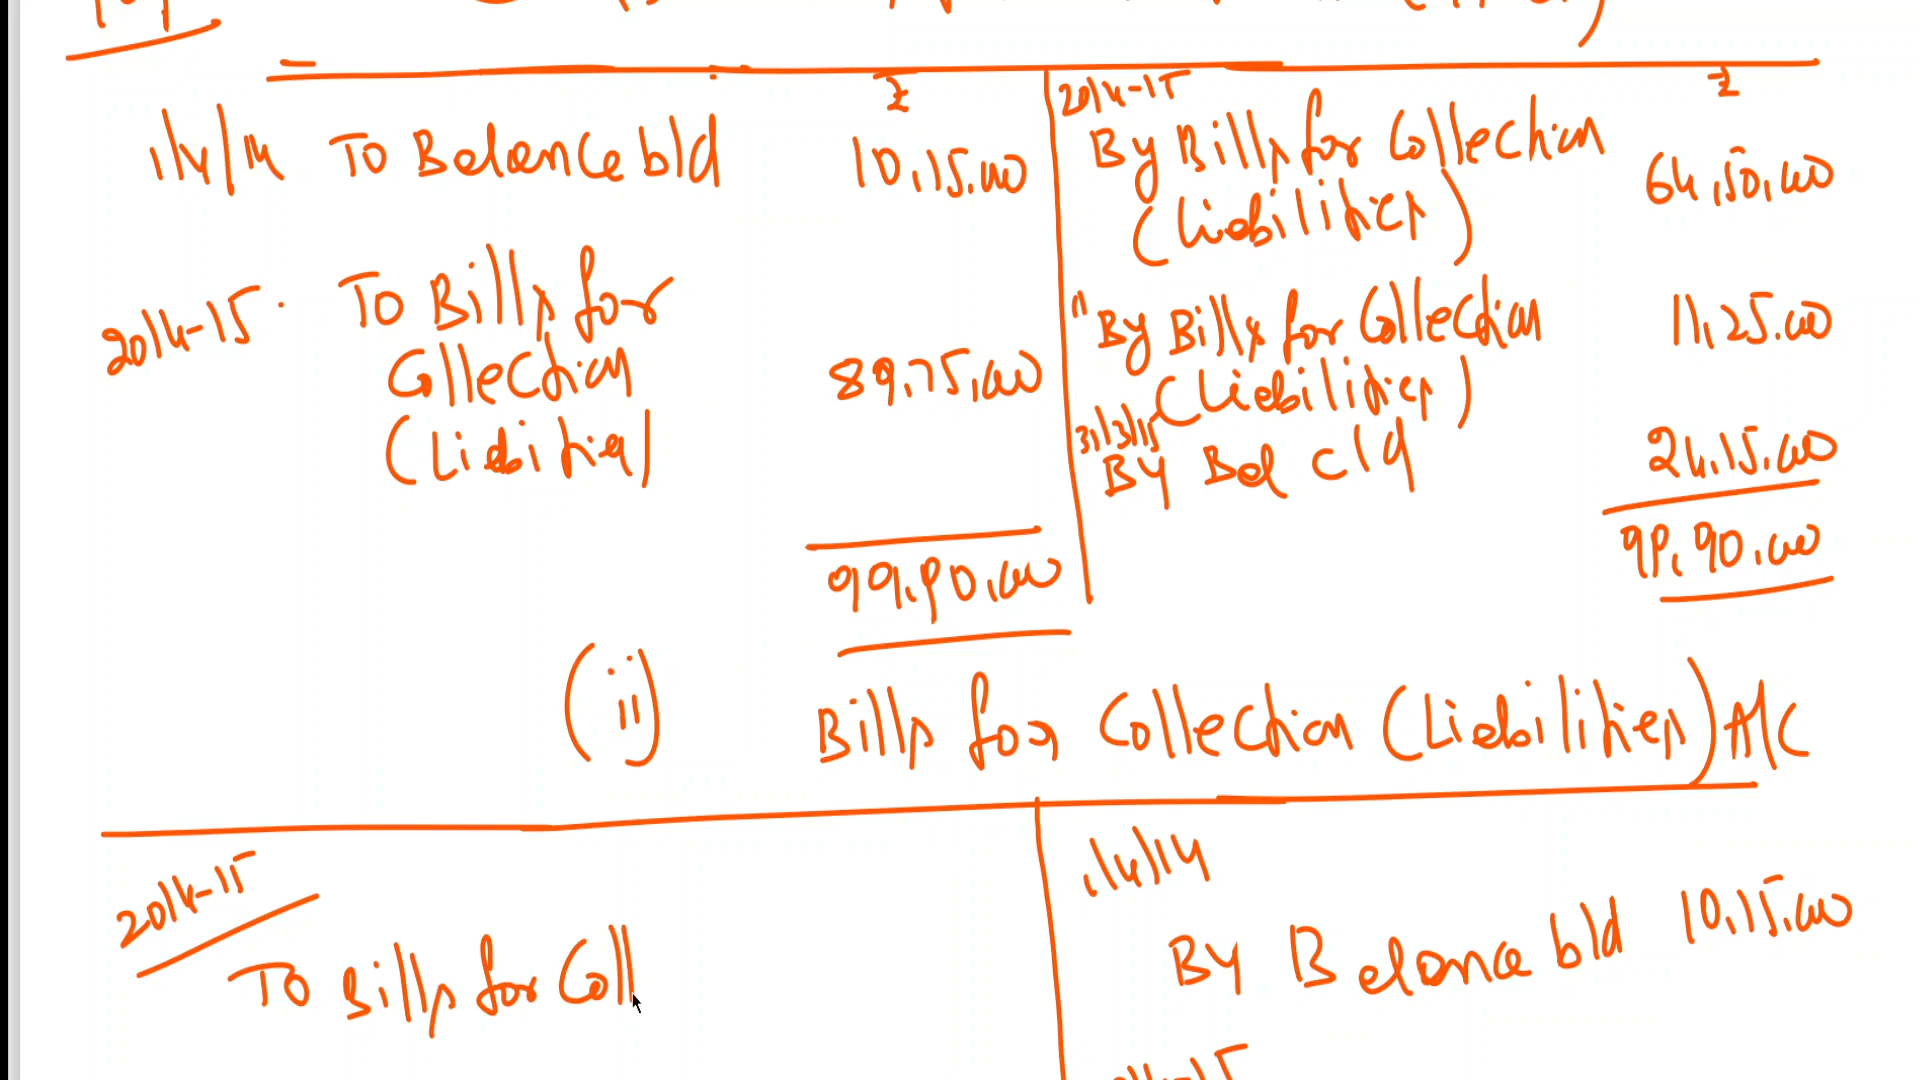 ₹ 2014-15 ₹
1/4/14 To Balance b/d 10,15,000 By Bills for Collection 64,50,000
(Liabilities)
2014-15 To Bills for " By Bills for Collection 11,25,000
Collection 89,75,000 (Liabilities)
31/3/15
(Liabilities) By Bal c/d 24,15,000
99,90,000 99,90,000
(ii) Bills for Collection (Liabilities) A/C
2014-15 1/4/14
To Bills for Coll By Balance b/d 10,15,000